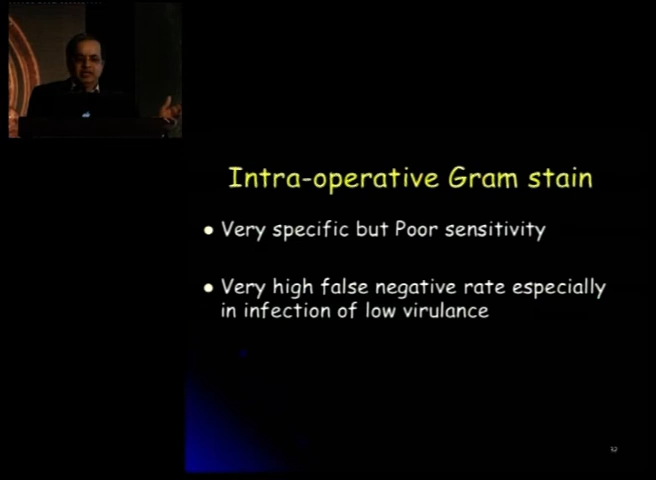 Intra-operative Gram stain
• Very specific but Poor sensitivity
• Very high false negative rate especially
in infection of low virulance
32